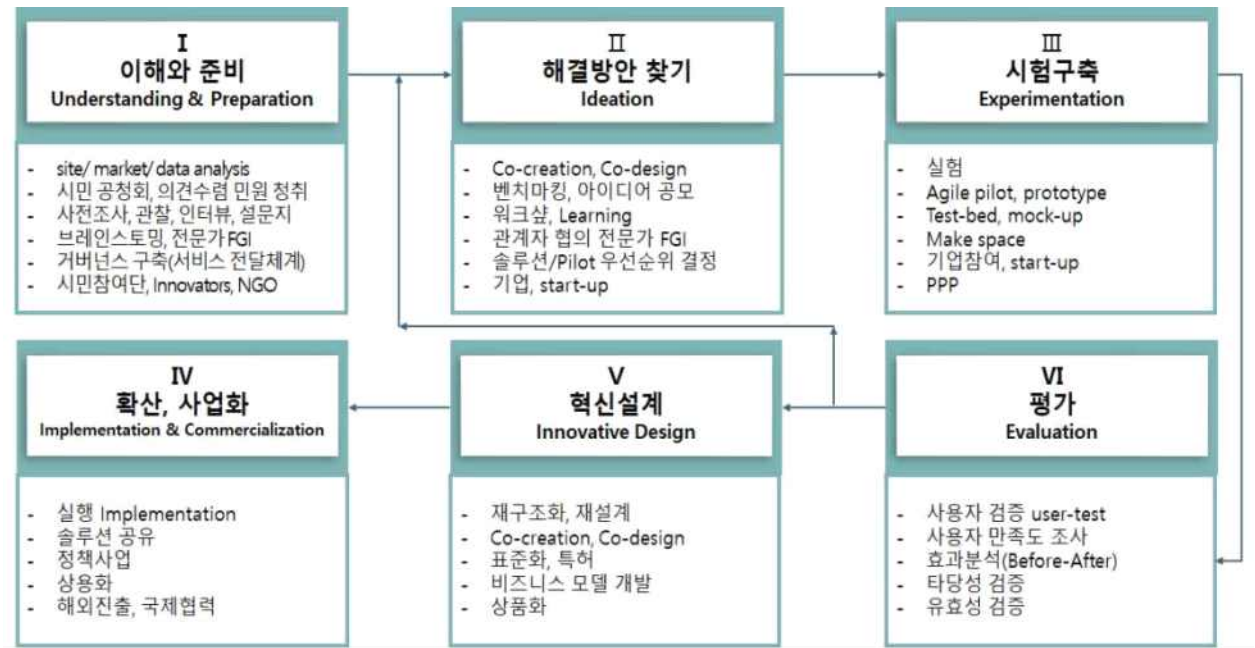 Ⅰ
이해와 준비
Understanding & Preparation
- site/ market/ data analysis
- 시민 공청회, 의견수렴 민원 청취
- 사전조사, 관찰, 인터뷰, 설문지
- 브레인스토밍, 전문가 FGI
- 거버넌스 구축(서비스 전달체계)
- 시민참여단, Innovators, NGO
Ⅱ
해결방안 찾기
Ideation
- Co-creation, Co-design
- 벤치마킹, 아이디어 공모
- 워크샾, Learning
- 관계자 협의 전문가 FGI
- 솔루션/Pilot 우선순위 결정
- 기업, start-up
Ⅲ
시험구축
Experimentation
- 실험
- Agile pilot, prototype
- Test-bed, mock-up
- Make space
- 기업참여, start-up
- PPP
Ⅳ
확산, 사업화
Implementation & Commercialization
- 실행 Implementation
- 솔루션 공유
- 정책사업
- 상용화
- 해외진출, 국제협력
Ⅴ
혁신설계
Innovative Design
- 재구조화, 재설계
- Co-creation, Co-design
- 표준화, 특허
- 비즈니스 모델 개발
- 상품화
Ⅵ
평가
Evaluation
- 사용자 검증 user-test
- 사용자 만족도 조사
- 효과분석(Before-After)
- 타당성 검증
- 유효성 검증